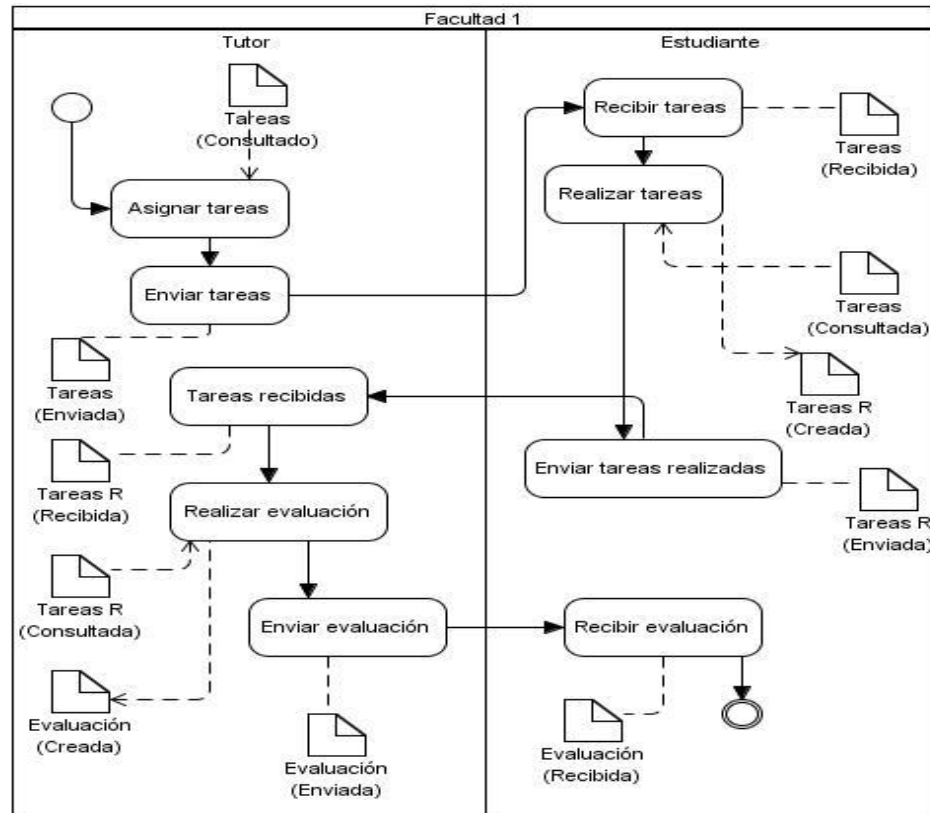 Facultad 1
Tutor
Estudiante
Tareas
(Consultado)
Asignar tareas
Enviar tareas
Tareas
(Enviada)
Tareas recibidas
Tareas R
(Recibida)
Realizar evaluación
Tareas R
(Consultada)
Enviar evaluación
Evaluación
(Creada)
Evaluación
(Enviada)
Recibir tareas
Tareas
(Recibida)
Realizar tareas
Tareas
(Consultada)
Tareas R
(Creada)
Enviar tareas realizadas
Tareas R
(Enviada)
Recibir evaluación
Evaluación
(Recibida)